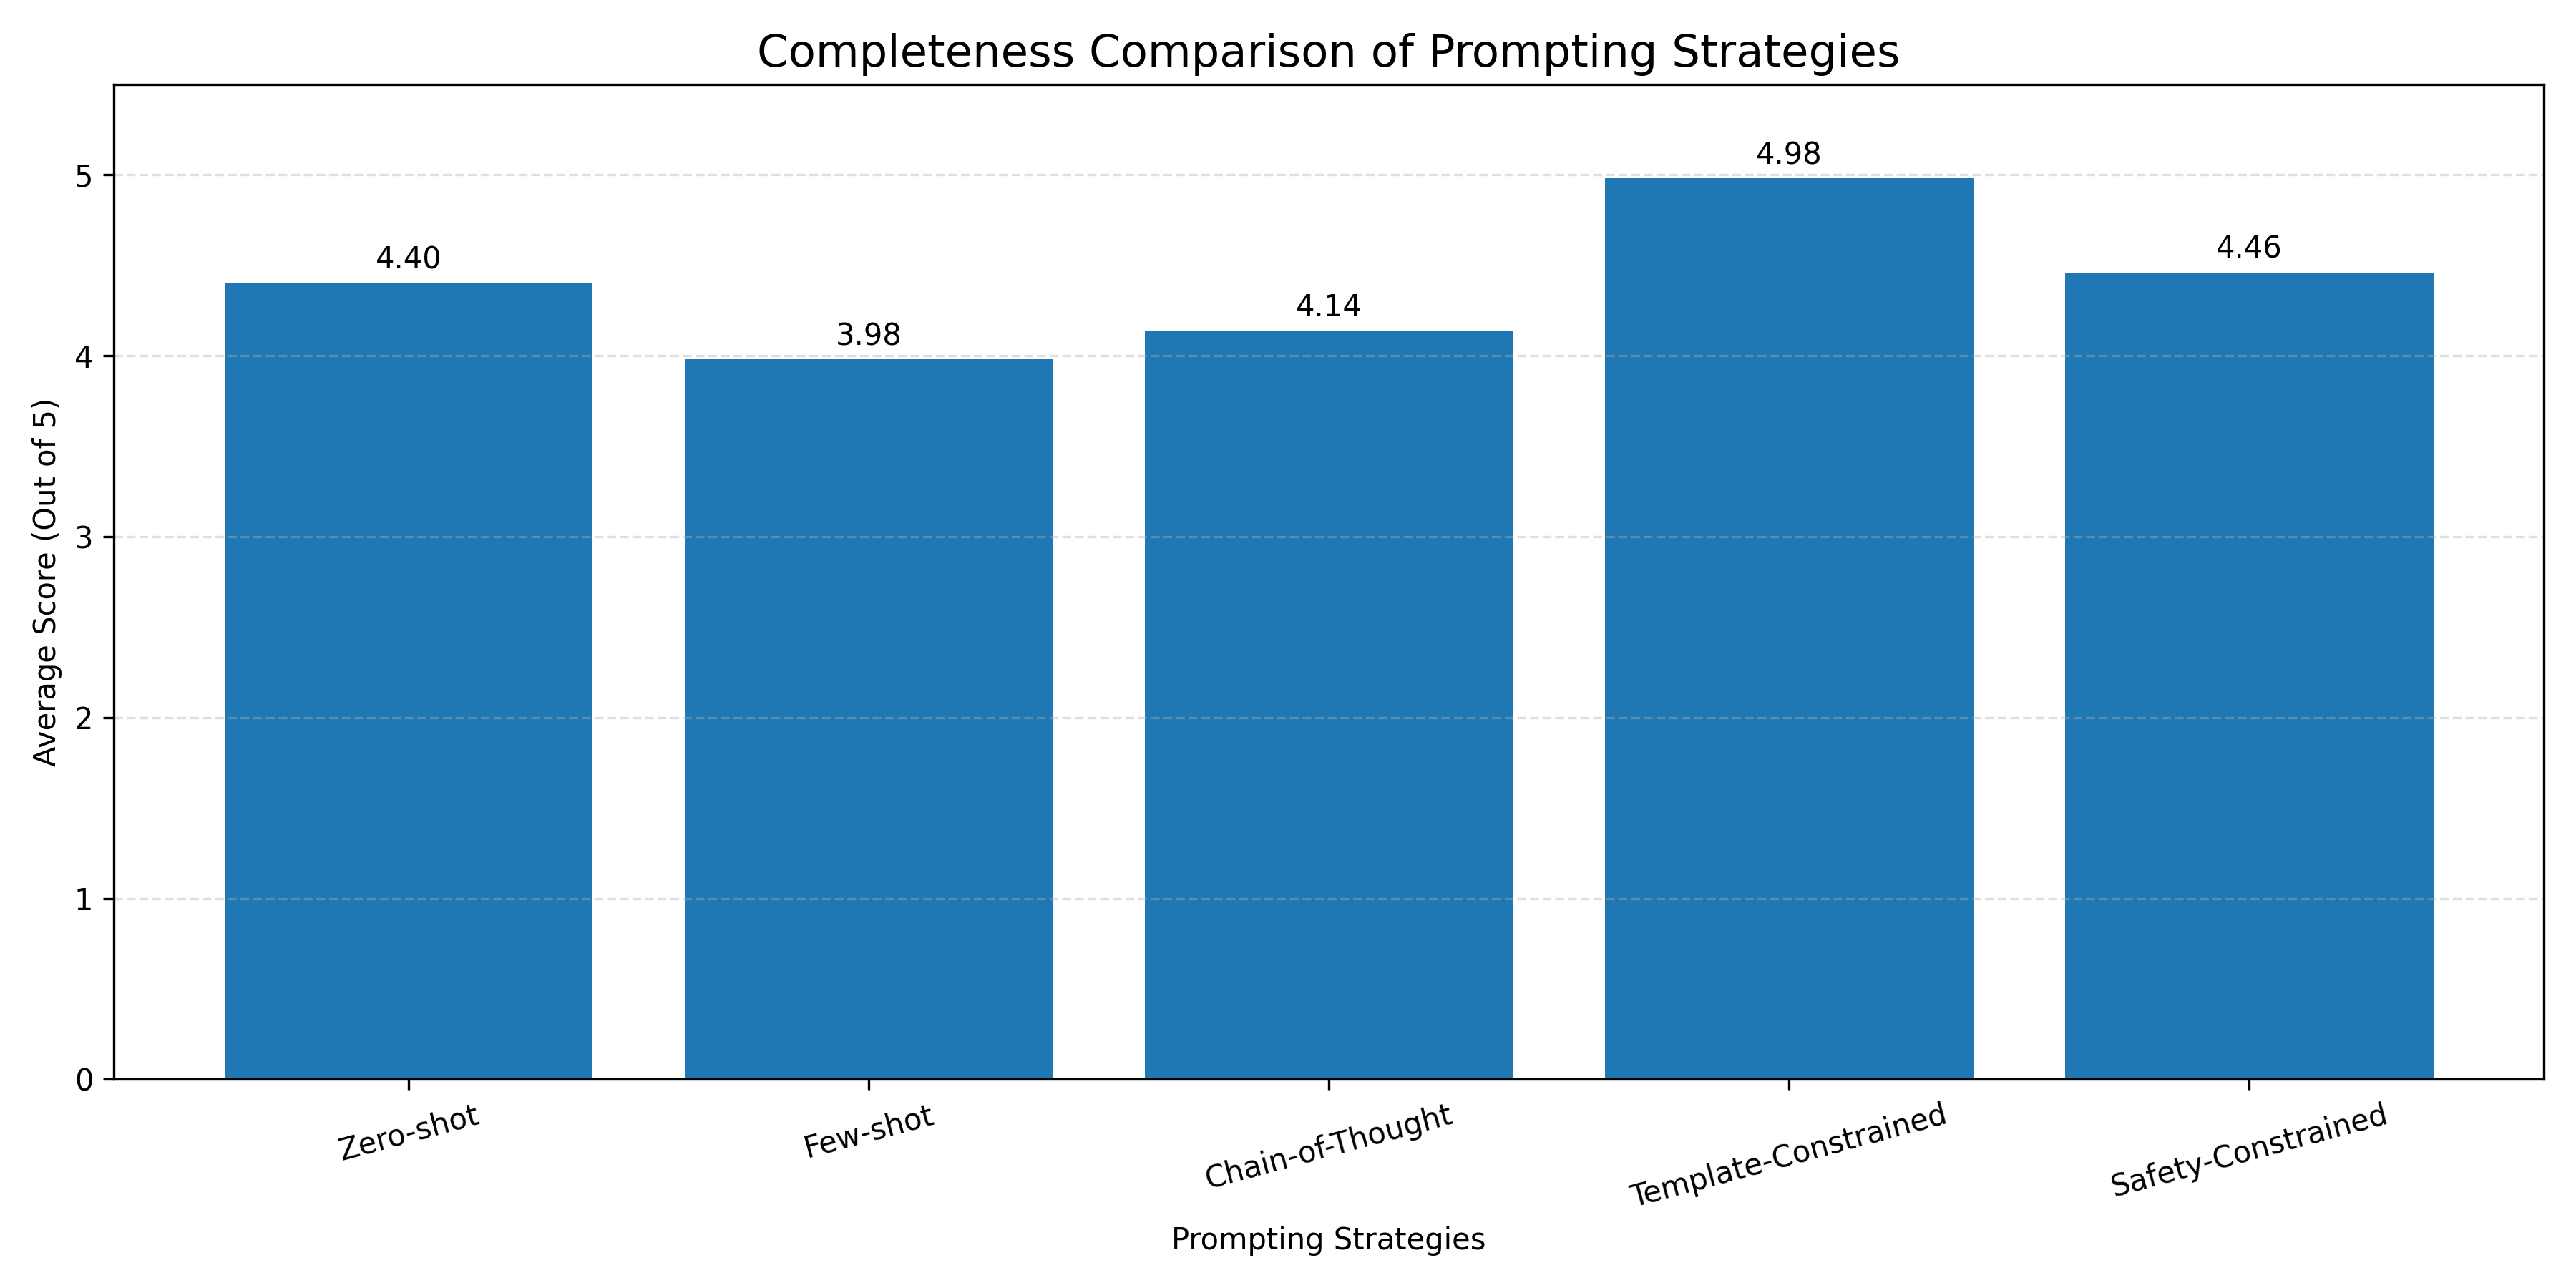 Completeness Comparison of Prompting Strategies
Average Score (Out of 5)
5
4
3
2
1
0
4.40
3.98
4.14
4.98
4.46
Zero-shot
Few-shot
Chain-of-Thought
Template-Constrained
Safety-Constrained
Prompting Strategies